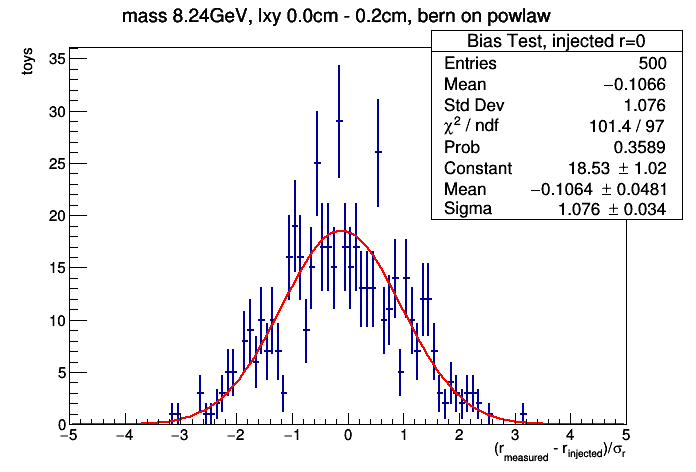 mass 8.24GeV, lxy 0.0cm - 0.2cm, bern on powlaw
Bias Test, injected r=0
Entries 500
Mean −0.1066
Std Dev 1.076
χ² / ndf 101.4 / 97
Prob 0.3589
Constant 18.53 ± 1.02
Mean −0.1064 ± 0.0481
Sigma 1.076 ± 0.034
toys
35
30
25
20
15
10
5
0
−5 −4 −3 −2 −1 0 1 2 3 4 5
(r_measured - r_injected)/σ_r